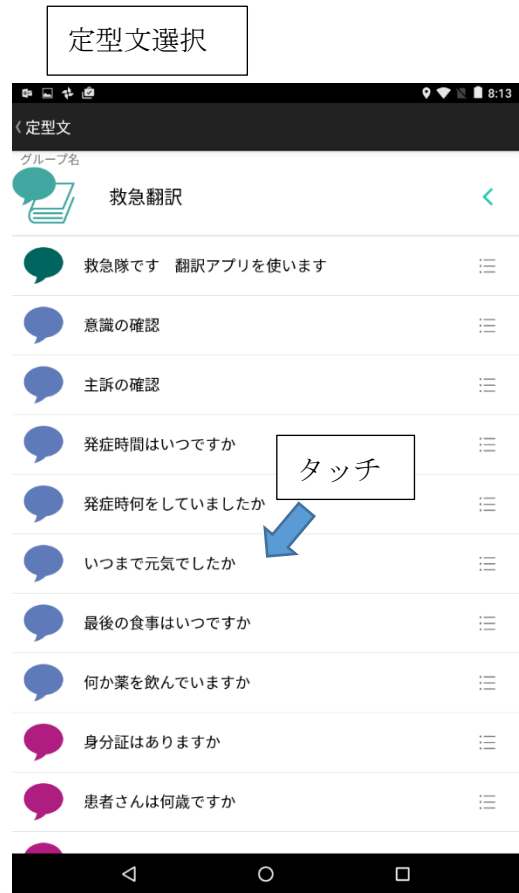 定型文選択
8:13
〈定型文
グループ名
救急翻訳
救急隊です　翻訳アプリを使います
意識の確認
主訴の確認
発症時間はいつですか
タッチ
発症時何をしていましたか
いつまで元気でしたか
最後の食事はいつですか
何か薬を飲んでいますか
身分証はありますか
患者さんは何歳ですか